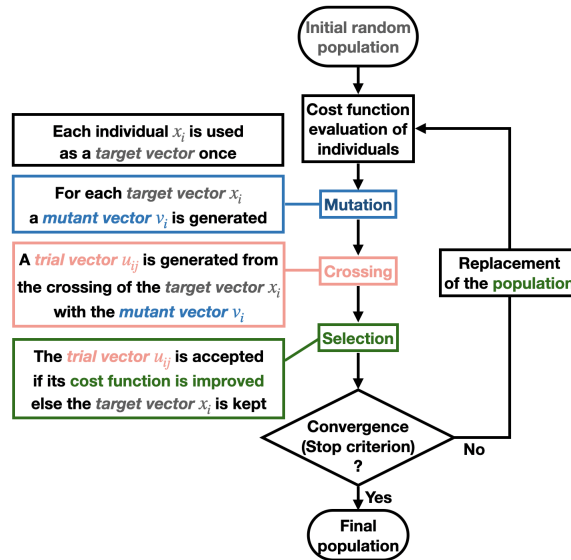 Initial random
population
Cost function
evaluation of
individuals
Each individual x_i is used
as a target vector once
For each target vector x_i
a mutant vector v_i is generated
Mutation
A trial vector u_ij is generated from
the crossing of the target vector x_i
with the mutant vector v_i
Crossing
Replacement
of the population
Selection
The trial vector u_ij is accepted
if its cost function is improved
else the target vector x_i is kept
Convergence
(Stop criterion)
?
No
Yes
Final
population